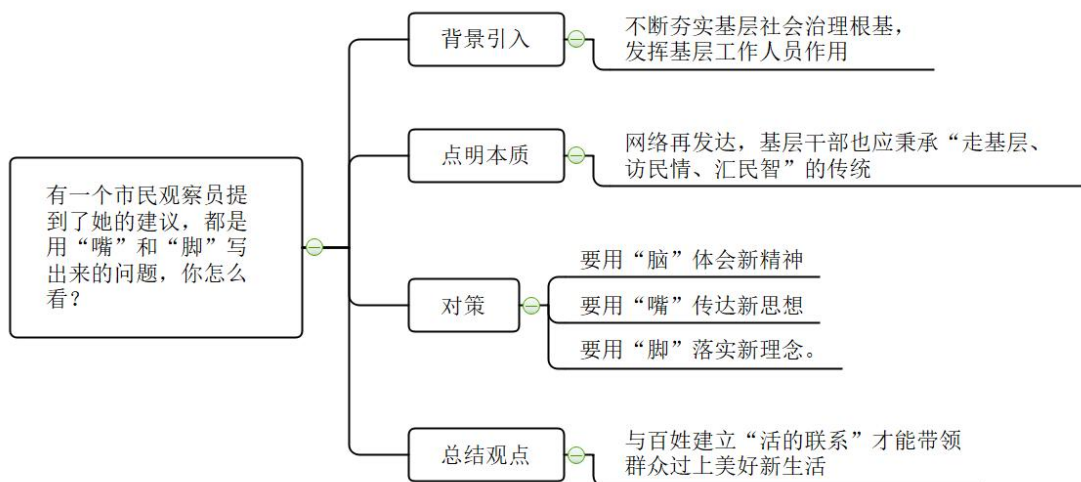 有一个市民观察员提
到了她的建议，都是
用“嘴”和“脚”写
出来的问题，你怎么
看？
背景引入
不断夯实基层社会治理根基，
发挥基层工作人员作用
点明本质
网络再发达，基层干部也应秉承“走基层、
访民情、汇民智”的传统
对策
要用“脑”体会新精神
要用“嘴”传达新思想
要用“脚”落实新理念。
总结观点
与百姓建立“活的联系”才能带领
群众过上美好新生活